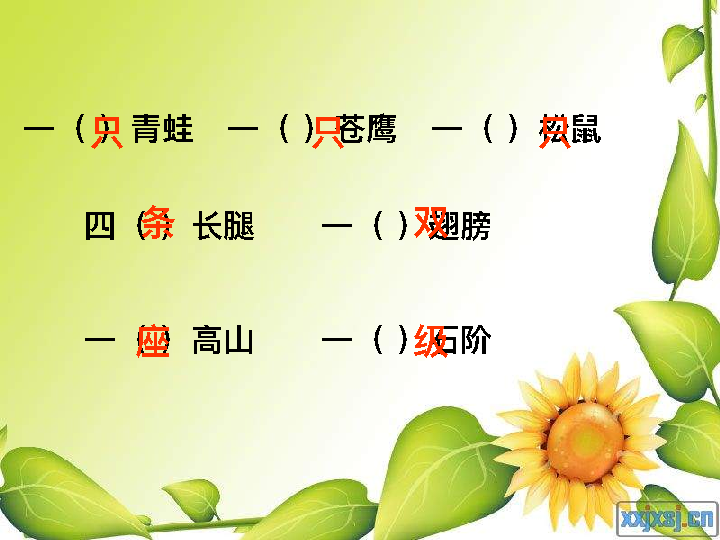 一（只）青蛙 一（只）苍鹰 一（只）松鼠
四（条）长腿 一（双）翅膀
一（座）高山 一（级）石阶
xxjxsj.cn